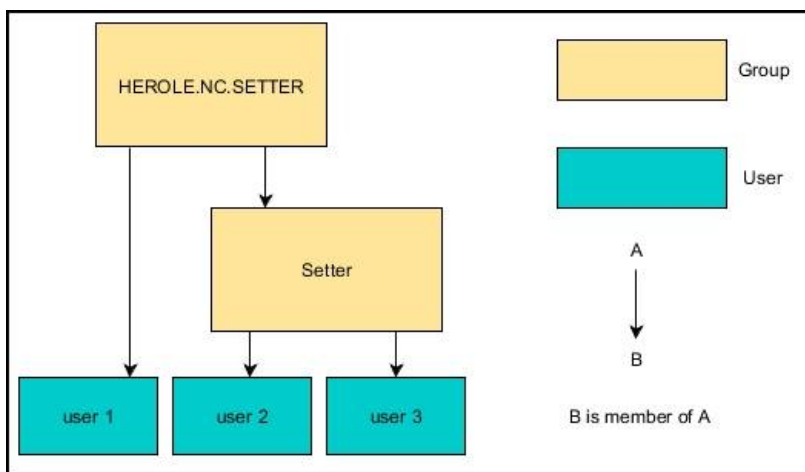 HEROLE.NC.SETTER
Group
User
Setter
A
B
user 1
user 2
user 3
B is member of A